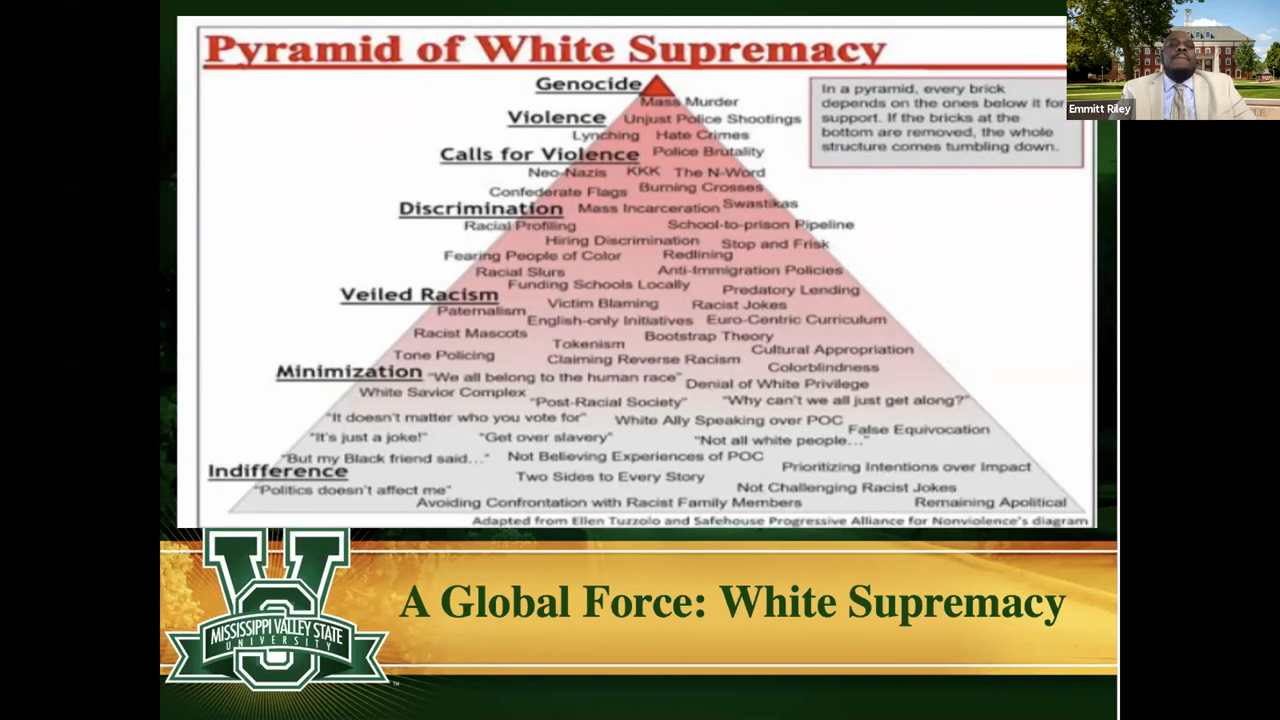 Pyramid of White Supremacy
Genocide
Mass Murder
Violence
Unjust Police Shootings
Lynching
Hate Crimes
Calls for Violence
Police Brutality
Neo-Nazis
KKK
The N-Word
Confederate Flags
Burning Crosses
Discrimination
Mass Incarceration
Swastikas
Racial Profiling
School-to-prison Pipeline
Hiring Discrimination
Stop and Frisk
Fearing People of Color
Redlining
Racial Slurs
Anti-Immigration Policies
Funding Schools Locally
Predatory Lending
Veiled Racism
Victim Blaming
Racist Jokes
Paternalism
English-only Initiatives
Euro-Centric Curriculum
Racist Mascots
Bootstrap Theory
Tokenism
Cultural Appropriation
Tone Policing
Claiming Reverse Racism
Colorblindness
Minimization
"We all belong to the human race"
Denial of White Privilege
White Savior Complex
"Post-Racial Society"
"Why can't we all just get along?"
"It doesn't matter who you vote for"
White Ally Speaking over POC
False Equivocation
"It's just a joke!"
"Get over slavery"
"Not all white people..."
"But my Black friend said..."
Not Believing Experiences of POC
Indifference
Two Sides to Every Story
Prioritizing Intentions over Impact
"Politics doesn't affect me"
Not Challenging Racist Jokes
Avoiding Confrontation with Racist Family Members
Remaining Apolitical
Adapted from Ellen Tuzzolo and Safehouse Progressive Alliance for Nonviolence's diagram
In a pyramid, every brick
depends on the ones below it for
support. If the bricks at the
bottom are removed, the whole
structure comes tumbling down.
Emmitt Riley
V
S
MISSISSIPPI VALLEY STATE
UNIVERSITY
TM
A Global Force: White Supremacy